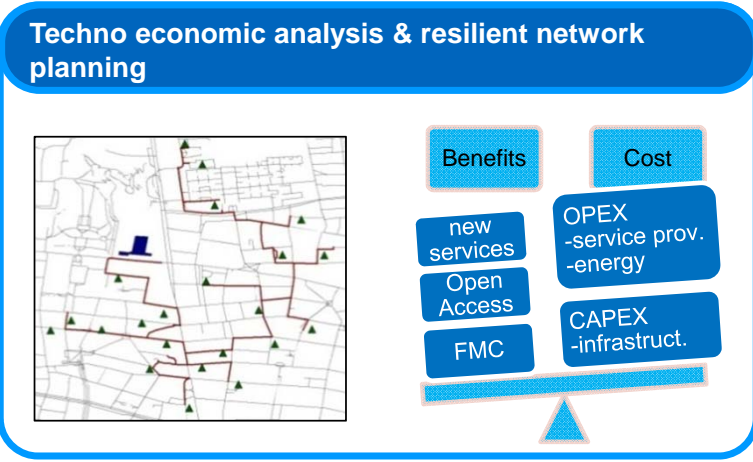 Techno economic analysis & resilient network
planning
Benefits
Cost
new
services
Open
Access
FMC
OPEX
-service prov.
-energy
CAPEX
-infrastruct.